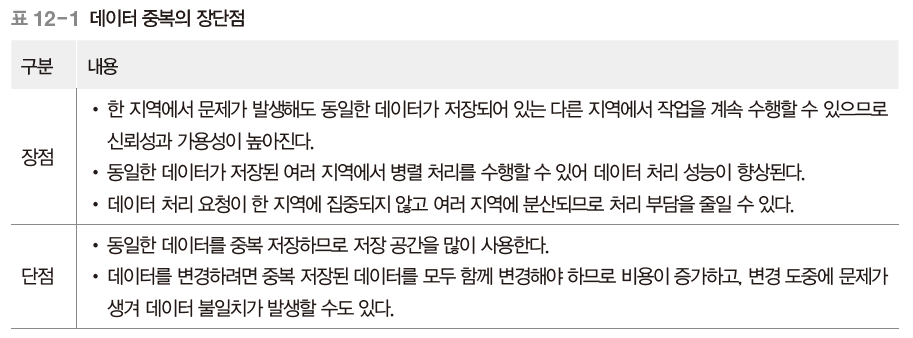 표 12-1 데이터 중복의 장단점
구분 내용
장점
• 한 지역에서 문제가 발생해도 동일한 데이터가 저장되어 있는 다른 지역에서 작업을 계속 수행할 수 있으므로
신뢰성과 가용성이 높아진다.
• 동일한 데이터가 저장된 여러 지역에서 병렬 처리를 수행할 수 있어 데이터 처리 성능이 향상된다.
• 데이터 처리 요청이 한 지역에 집중되지 않고 여러 지역에 분산되므로 처리 부담을 줄일 수 있다.
단점
• 동일한 데이터를 중복 저장하므로 저장 공간을 많이 사용한다.
• 데이터를 변경하려면 중복 저장된 데이터를 모두 함께 변경해야 하므로 비용이 증가하고, 변경 도중에 문제가
생겨 데이터 불일치가 발생할 수도 있다.